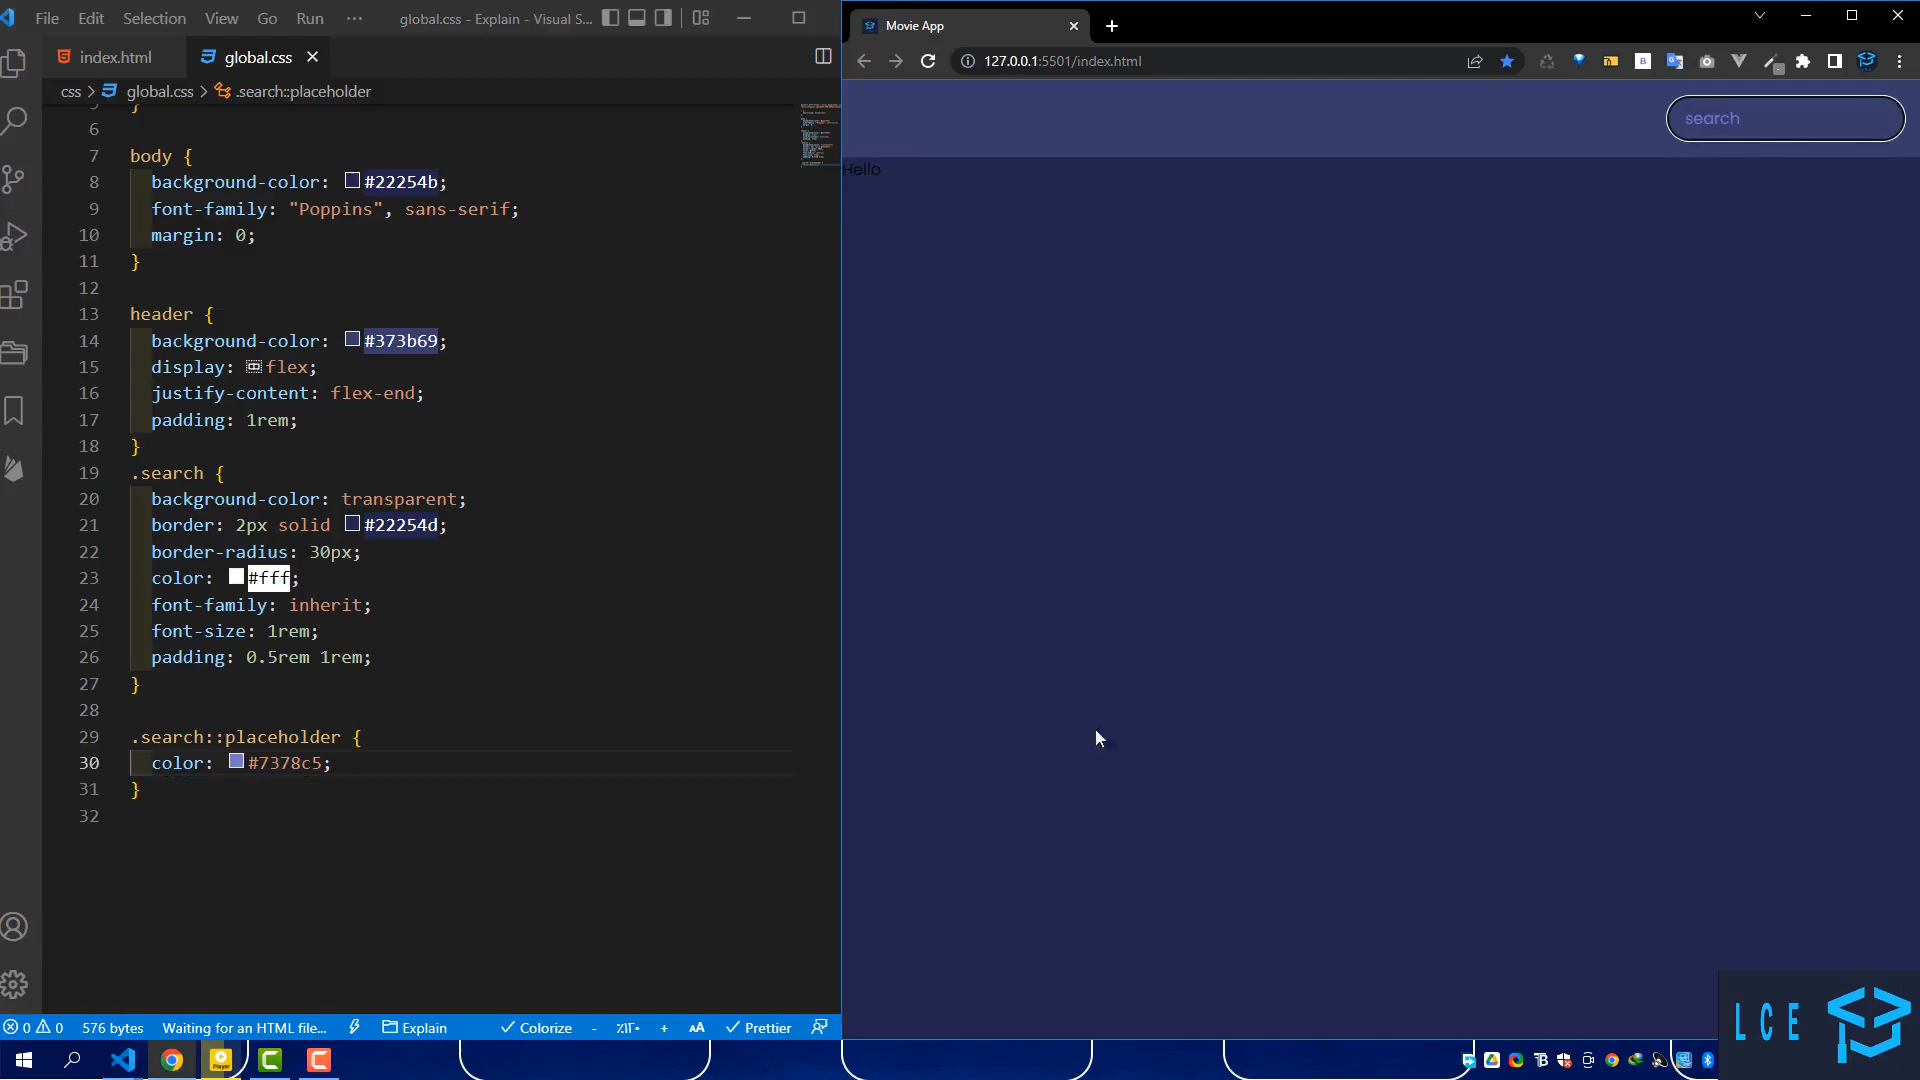 File Edit Selection View Go Run ··· global.css - Explain - Visual S...
index.html global.css
css > global.css > .search::placeholder
5 }
6
7 body {
8 background-color: #22254b;
9 font-family: "Poppins", sans-serif;
10 margin: 0;
11 }
12
13 header {
14 background-color: #373b69;
15 display: flex;
16 justify-content: flex-end;
17 padding: 1rem;
18 }
19 .search {
20 background-color: transparent;
21 border: 2px solid #22254d;
22 border-radius: 30px;
23 color: #fff;
24 font-family: inherit;
25 font-size: 1rem;
26 padding: 0.5rem 1rem;
27 }
28
29 .search::placeholder {
30 color: #7378c5;
31 }
32
0 0 576 bytes Waiting for an HTML file... Explain Colorize - + Prettier
Movie App
127.0.0.1:5501/index.html
search
Hello
LCE